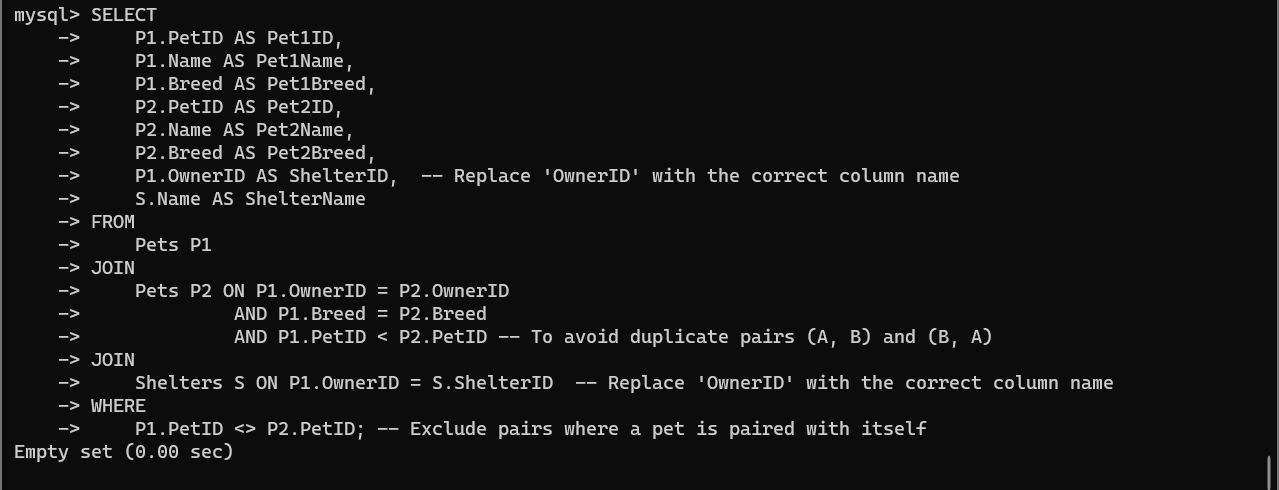 mysql> SELECT
    ->     P1.PetID AS Pet1ID,
    ->     P1.Name AS Pet1Name,
    ->     P1.Breed AS Pet1Breed,
    ->     P2.PetID AS Pet2ID,
    ->     P2.Name AS Pet2Name,
    ->     P2.Breed AS Pet2Breed,
    ->     P1.OwnerID AS ShelterID,  -- Replace 'OwnerID' with the correct column name
    ->     S.Name AS ShelterName
    -> FROM
    ->     Pets P1
    -> JOIN
    ->     Pets P2 ON P1.OwnerID = P2.OwnerID
    ->              AND P1.Breed = P2.Breed
    ->              AND P1.PetID < P2.PetID -- To avoid duplicate pairs (A, B) and (B, A)
    -> JOIN
    ->     Shelters S ON P1.OwnerID = S.ShelterID  -- Replace 'OwnerID' with the correct column name
    -> WHERE
    ->     P1.PetID <> P2.PetID; -- Exclude pairs where a pet is paired with itself
Empty set (0.00 sec)